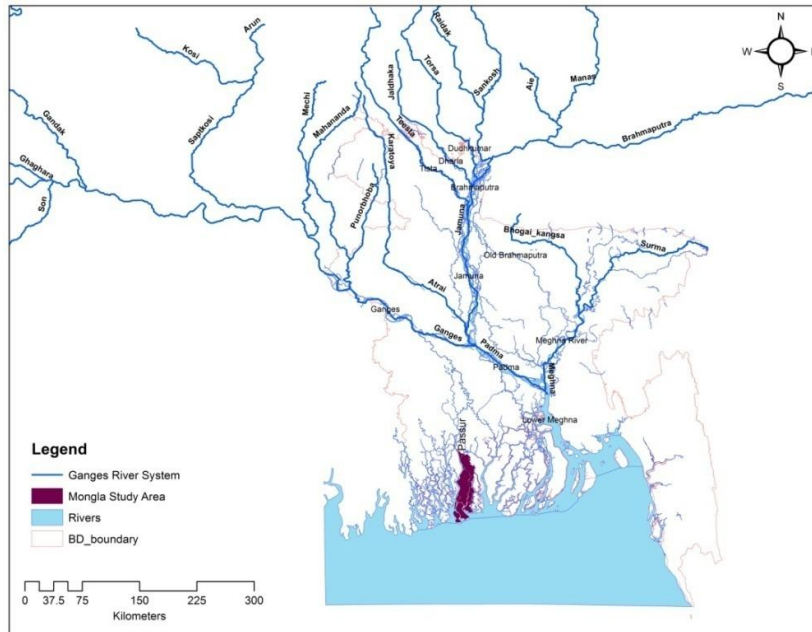 N
W
S
Arun
Kosi
Raidak
Torsa
Sankosh
Jaldhaka
Aie
Manas
Gandak
Mechi
Mahananda
Saptkosi
Teesta
Karatoya
Brahmaputra
Dudhkumar
Dharla
Tista
Ghaghara
Son
Brahmaputra
Punorbhoba
Jamuna
Bhogai_kangsa
Surma
Old Brahmaputra
Jamuna
Atrai
Ganges
Ganges
Padma
Meghna River
Padma
Meghna
Lower Meghna
Passur
Legend
Ganges River System
Mongla Study Area
Rivers
BD_boundary
0 37.5 75 150 225 300
Kilometers